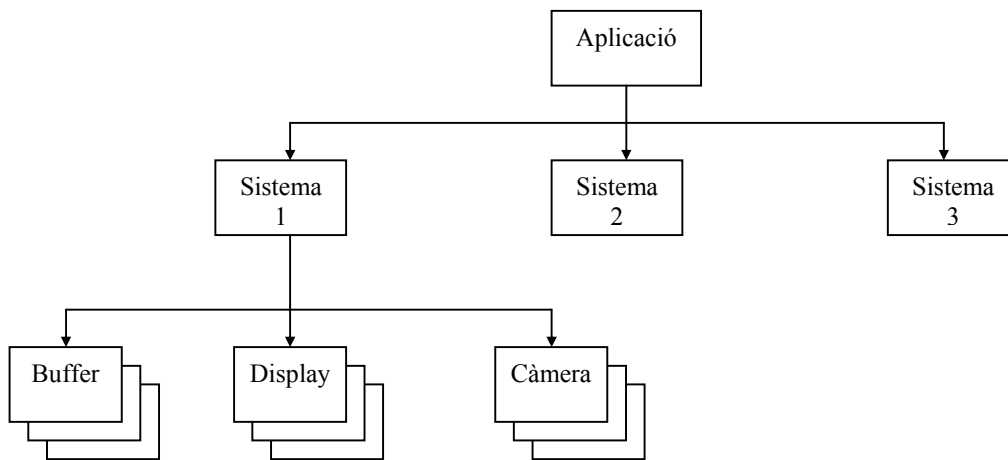 Aplicació
Sistema
1
Sistema
2
Sistema
3
Buffer
Display
Càmera